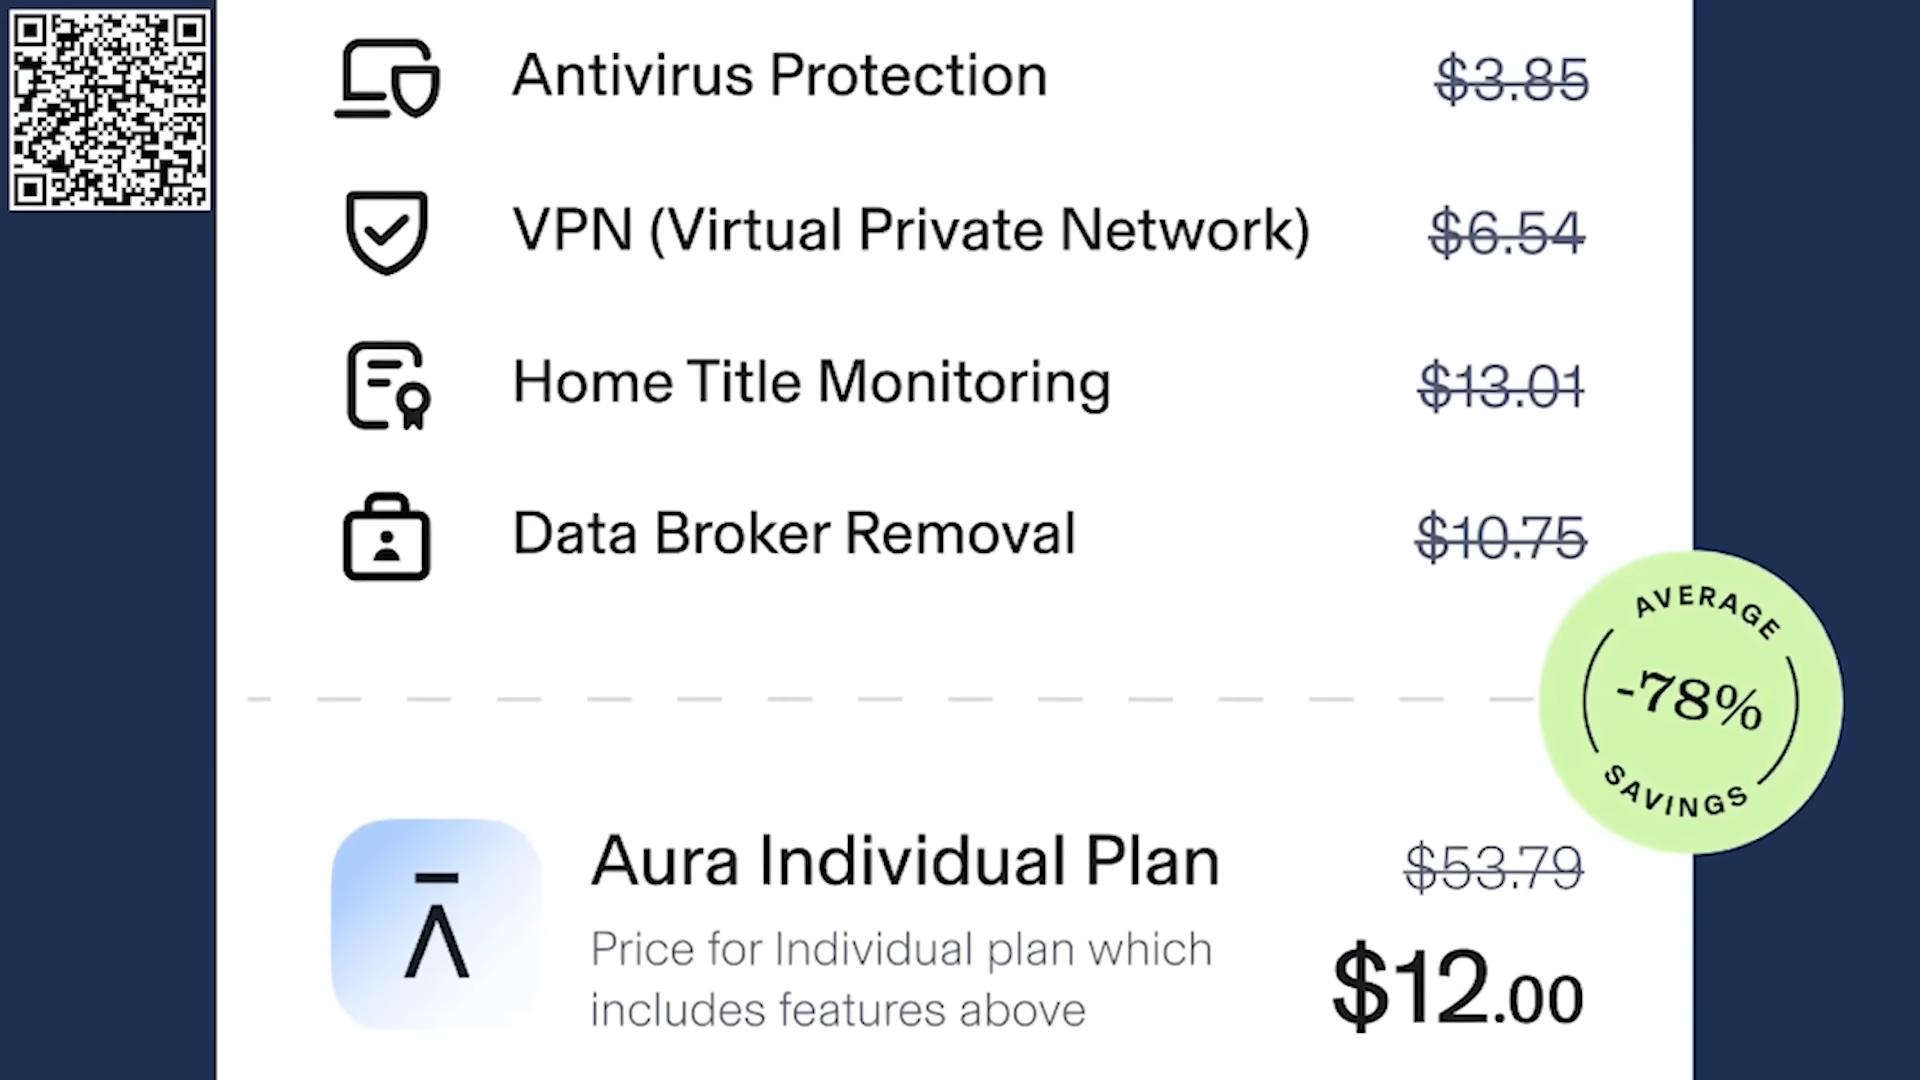 Antivirus Protection $3.85
VPN (Virtual Private Network) $6.54
Home Title Monitoring $13.01
Data Broker Removal $10.75
AVERAGE
-78%
SAVINGS
Aura Individual Plan $53.79
Price for Individual plan which
includes features above
$12.00